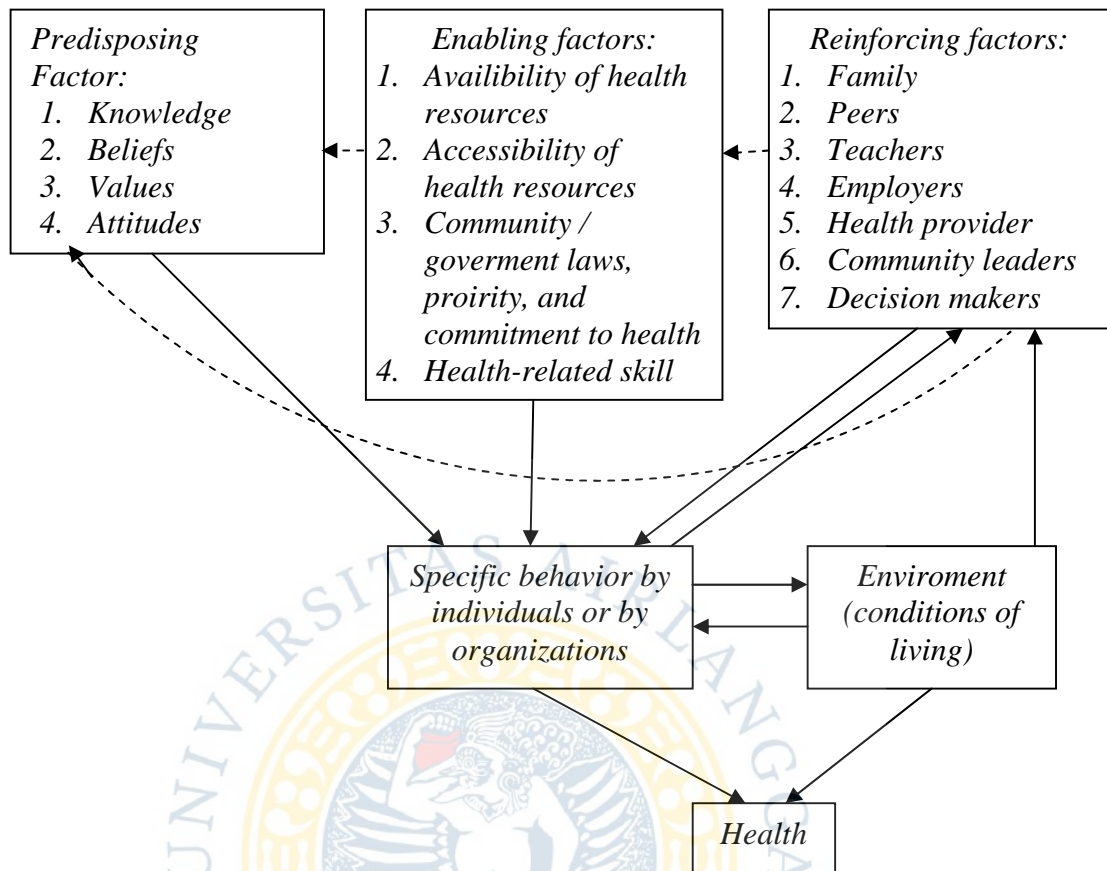 Predisposing
Factor:
1. Knowledge
2. Beliefs
3. Values
4. Attitudes
Enabling factors:
1. Availibility of health
resources
2. Accessibility of
health resources
3. Community /
goverment laws,
proirity, and
commitment to health
4. Health-related skill
Reinforcing factors:
1. Family
2. Peers
3. Teachers
4. Employers
5. Health provider
6. Community leaders
7. Decision makers
Specific behavior by
individuals or by
organizations
Enviroment
(conditions of
living)
Health
UNIVERSITAS AIRLANGGA